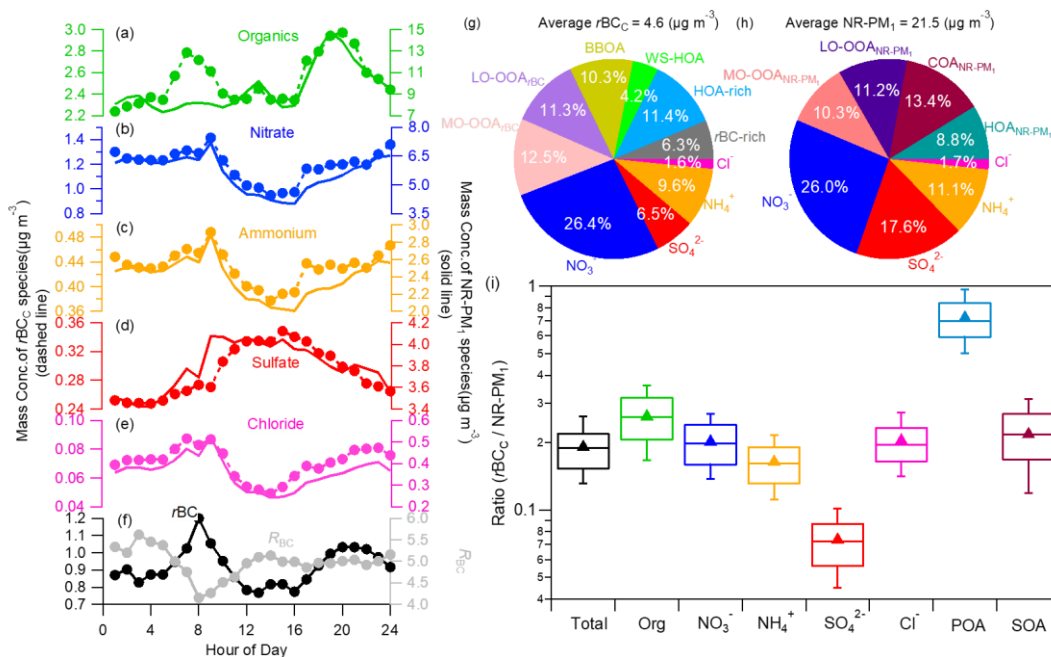 Mass Conc. of rBCC species(μg m-3)
(dashed line)
(a)
Organics
3.0
2.8
2.6
2.4
2.2
15
13
11
9
7
(b)
Nitrate
1.4
1.2
1.0
0.8
8.0
6.5
5.0
3.5
(c)
Ammonium
0.48
0.44
0.40
0.36
3.0
2.8
2.6
2.4
2.2
2.0
(d)
Sulfate
0.36
0.32
0.28
0.24
4.2
4.0
3.8
3.6
3.4
(e)
Chloride
0.10
0.08
0.06
0.04
0.6
0.5
0.4
0.3
0.2
(f)
rBC
RBC
1.2
1.1
1.0
0.9
0.8
0.7
6.0
5.5
5.0
4.5
4.0
RBC
0 4 8 12 16 20 24
Hour of Day
Mass Conc.of NR-PM1 species(μg m-3)
(solid line)
(g) Average rBCC = 4.6 (μg m-3)
BBOA
10.3%
WS-HOA
4.2%
HOA-rich
11.4%
rBC-rich
6.3%
Cl-
1.6%
NH4+
9.6%
SO42-
6.5%
NO3-
26.4%
MO-OOArBC
12.5%
LO-OOArBC
11.3%
(h) Average NR-PM1 = 21.5 (μg m-3)
LO-OOANR-PM1
11.2%
COANR-PM1
13.4%
HOANR-PM1
8.8%
Cl-
1.7%
NH4+
11.1%
SO42-
17.6%
NO3-
26.0%
MO-OOANR-PM1
10.3%
(i)
Ratio (rBCC / NR-PM1)
1
8
7
6
5
4
3
2
0.1
8
7
6
5
4
Total Org NO3- NH4+ SO42- Cl- POA SOA